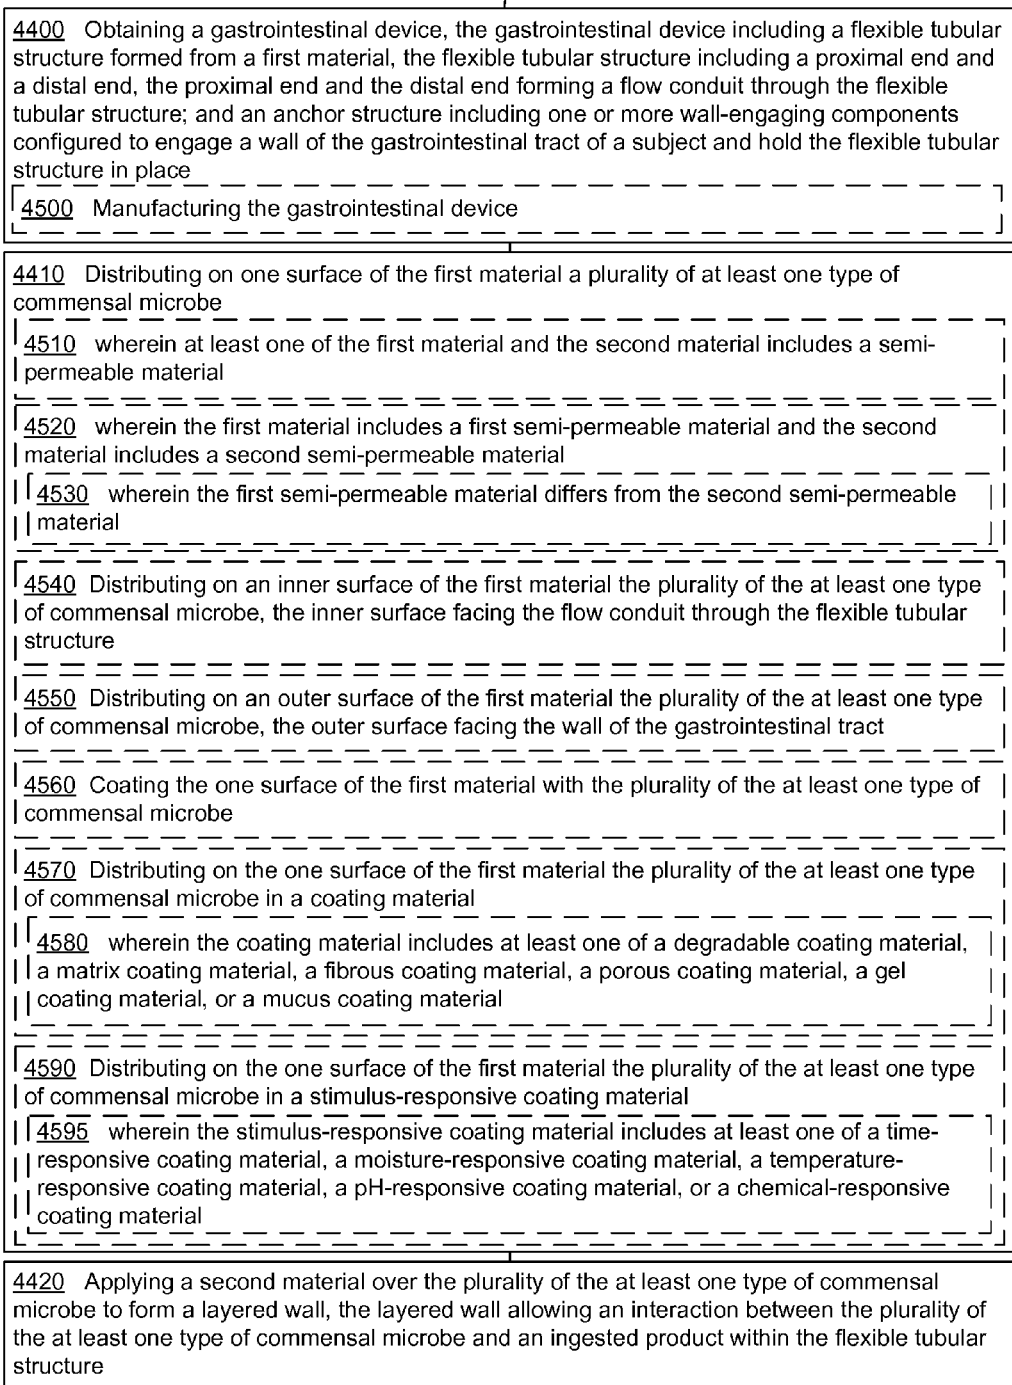 4400 Obtaining a gastrointestinal device, the gastrointestinal device including a flexible tubular
structure formed from a first material, the flexible tubular structure including a proximal end and
a distal end, the proximal end and the distal end forming a flow conduit through the flexible
tubular structure; and an anchor structure including one or more wall-engaging components
configured to engage a wall of the gastrointestinal tract of a subject and hold the flexible tubular
structure in place
4500 Manufacturing the gastrointestinal device
4410 Distributing on one surface of the first material a plurality of at least one type of
commensal microbe
4510 wherein at least one of the first material and the second material includes a semi-
permeable material
4520 wherein the first material includes a first semi-permeable material and the second
material includes a second semi-permeable material
4530 wherein the first semi-permeable material differs from the second semi-permeable
material
4540 Distributing on an inner surface of the first material the plurality of the at least one type
of commensal microbe, the inner surface facing the flow conduit through the flexible tubular
structure
4550 Distributing on an outer surface of the first material the plurality of the at least one type
of commensal microbe, the outer surface facing the wall of the gastrointestinal tract
4560 Coating the one surface of the first material with the plurality of the at least one type of
commensal microbe
4570 Distributing on the one surface of the first material the plurality of the at least one type
of commensal microbe in a coating material
4580 wherein the coating material includes at least one of a degradable coating material,
a matrix coating material, a fibrous coating material, a porous coating material, a gel
coating material, or a mucus coating material
4590 Distributing on the one surface of the first material the plurality of the at least one type
of commensal microbe in a stimulus-responsive coating material
4595 wherein the stimulus-responsive coating material includes at least one of a time-
responsive coating material, a moisture-responsive coating material, a temperature-
responsive coating material, a pH-responsive coating material, or a chemical-responsive
coating material
4420 Applying a second material over the plurality of the at least one type of commensal
microbe to form a layered wall, the layered wall allowing an interaction between the plurality of
the at least one type of commensal microbe and an ingested product within the flexible tubular
structure